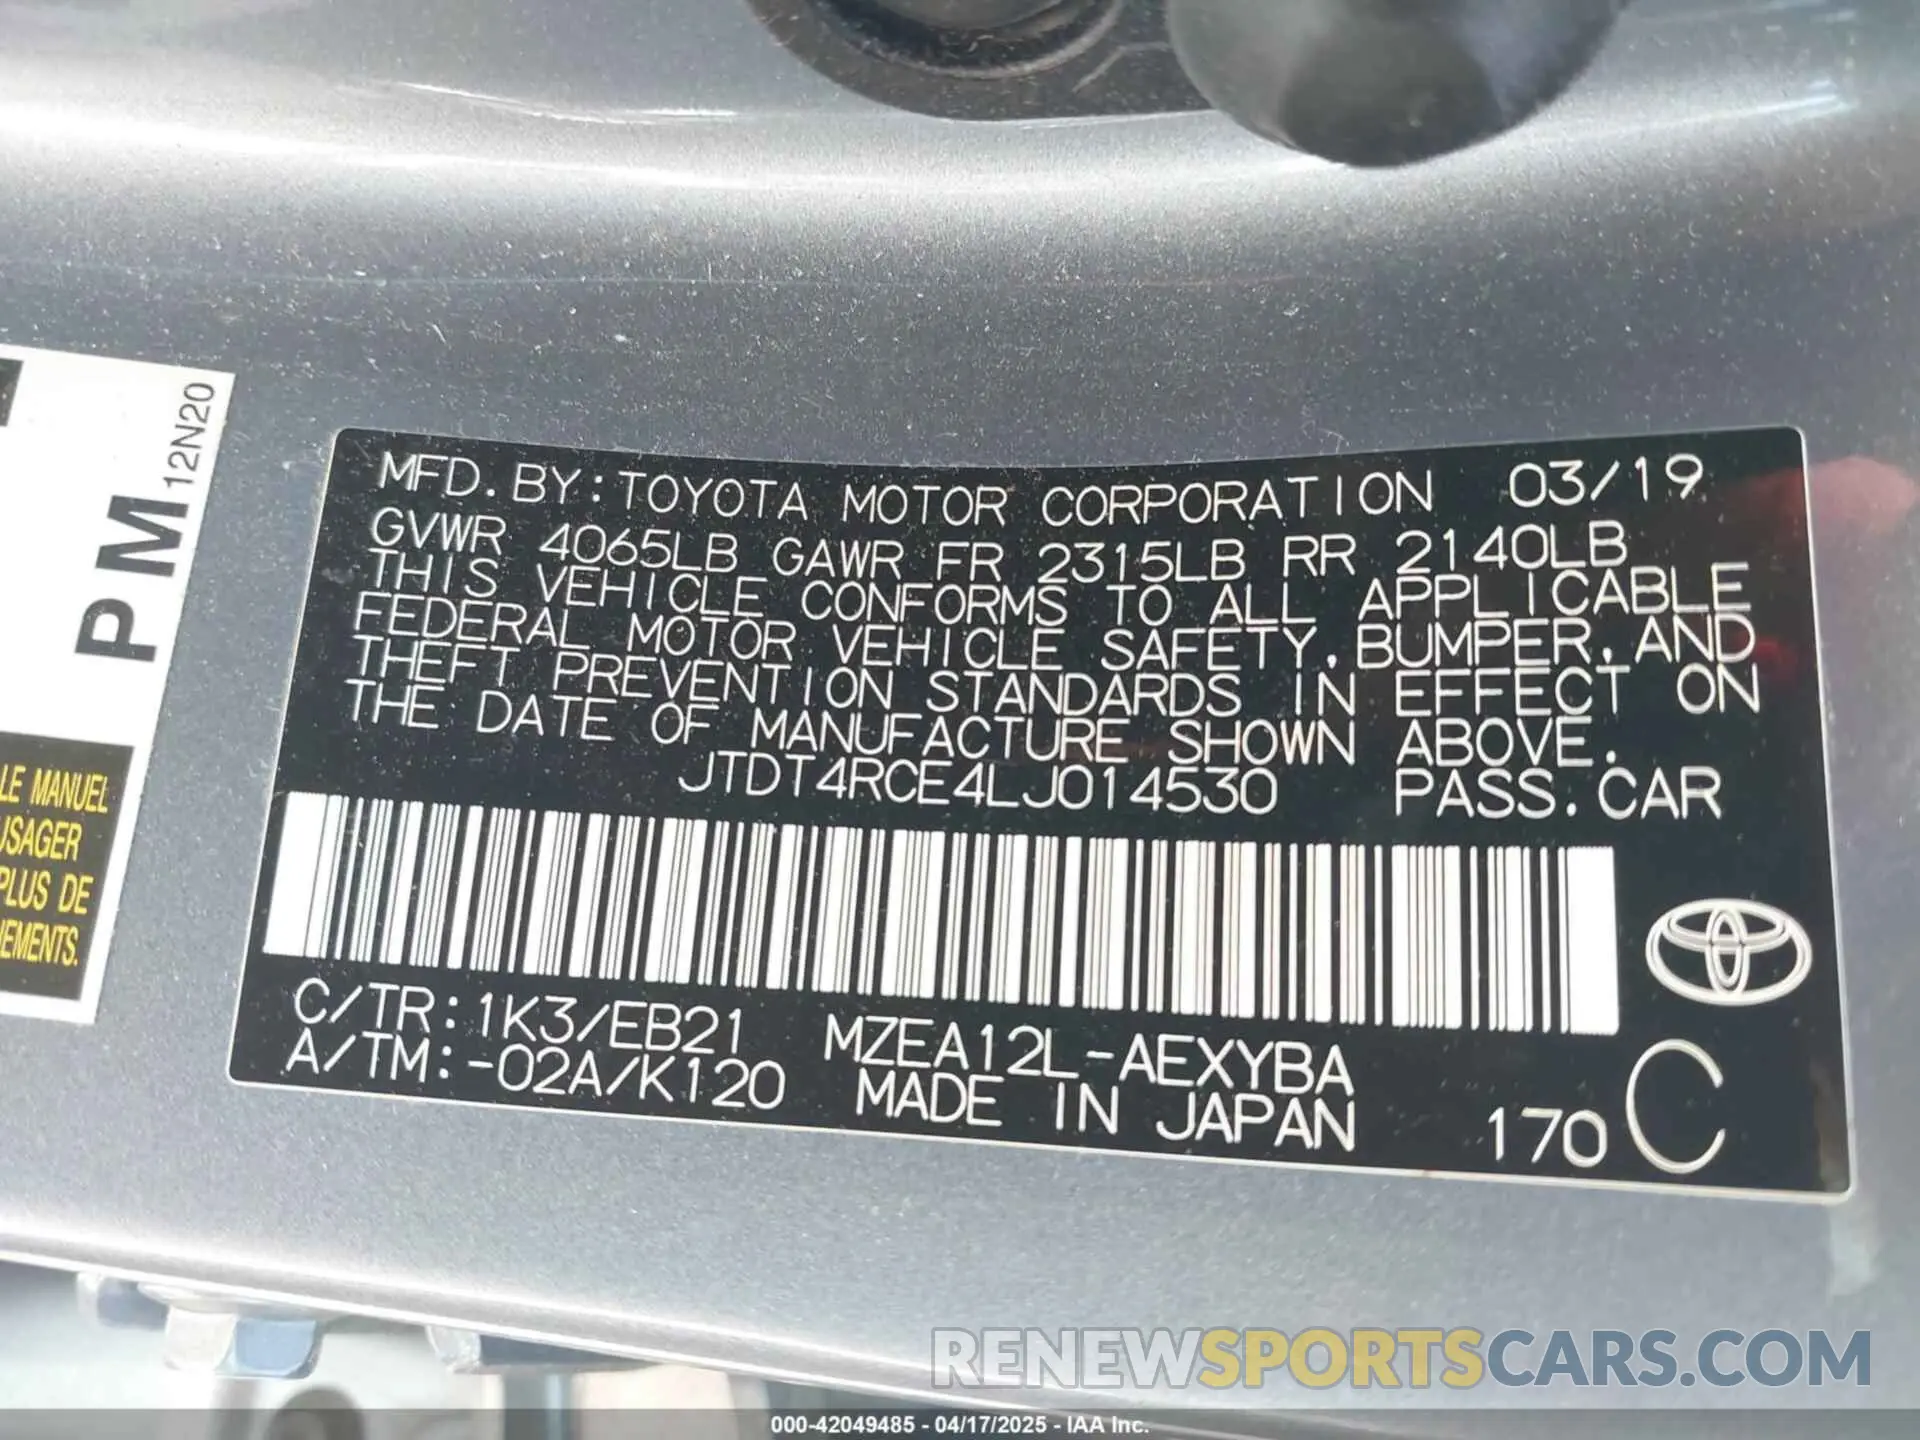 PM 12N20
LE MANUEL
USAGER
PLUS DE
NEMENTS.
MFD. BY: TOYOTA MOTOR CORPORATION 03/19
GVWR 4065LB GAWR FR 2315LB RR 2140LB
THIS VEHICLE CONFORMS TO ALL APPLICABLE
FEDERAL MOTOR VEHICLE SAFETY, BUMPER, AND
THEFT PREVENTION STANDARDS IN EFFECT ON
THE DATE OF MANUFACTURE SHOWN ABOVE.
JTDT4RCE4LJ014530 PASS. CAR
C/TR: 1K3/EB21 MZEA12L-AEXYBA
A/TM: -02A/K120 MADE IN JAPAN 170 C
RENEWSPORTSCARS.COM
000-42049485 - 04/17/2025 - IAA Inc.